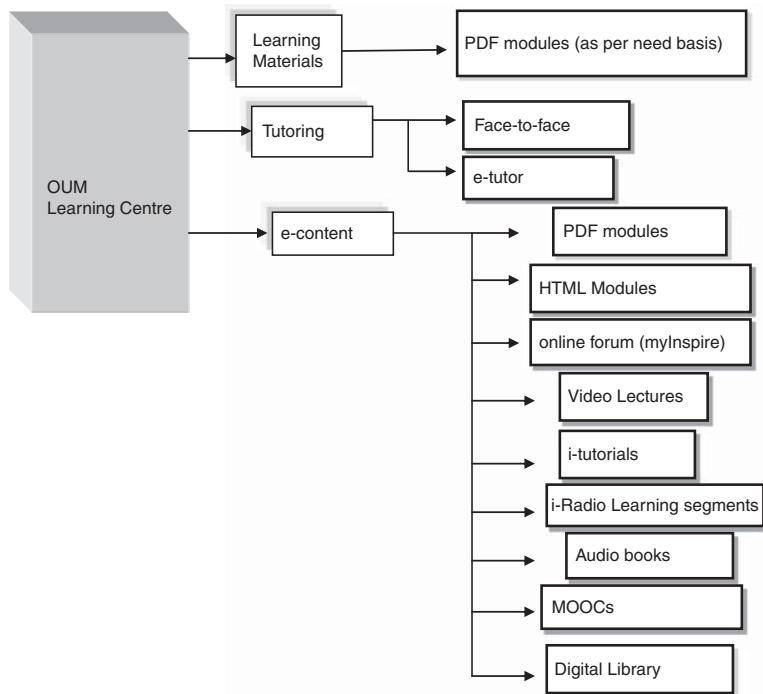 Learning
Materials
PDF modules (as per need basis)
Tutoring
Face-to-face
e-tutor
OUM
Learning Centre
e-content
PDF modules
HTML Modules
online forum (myInspire)
Video Lectures
i-tutorials
i-Radio Learning segments
Audio books
MOOCs
Digital Library